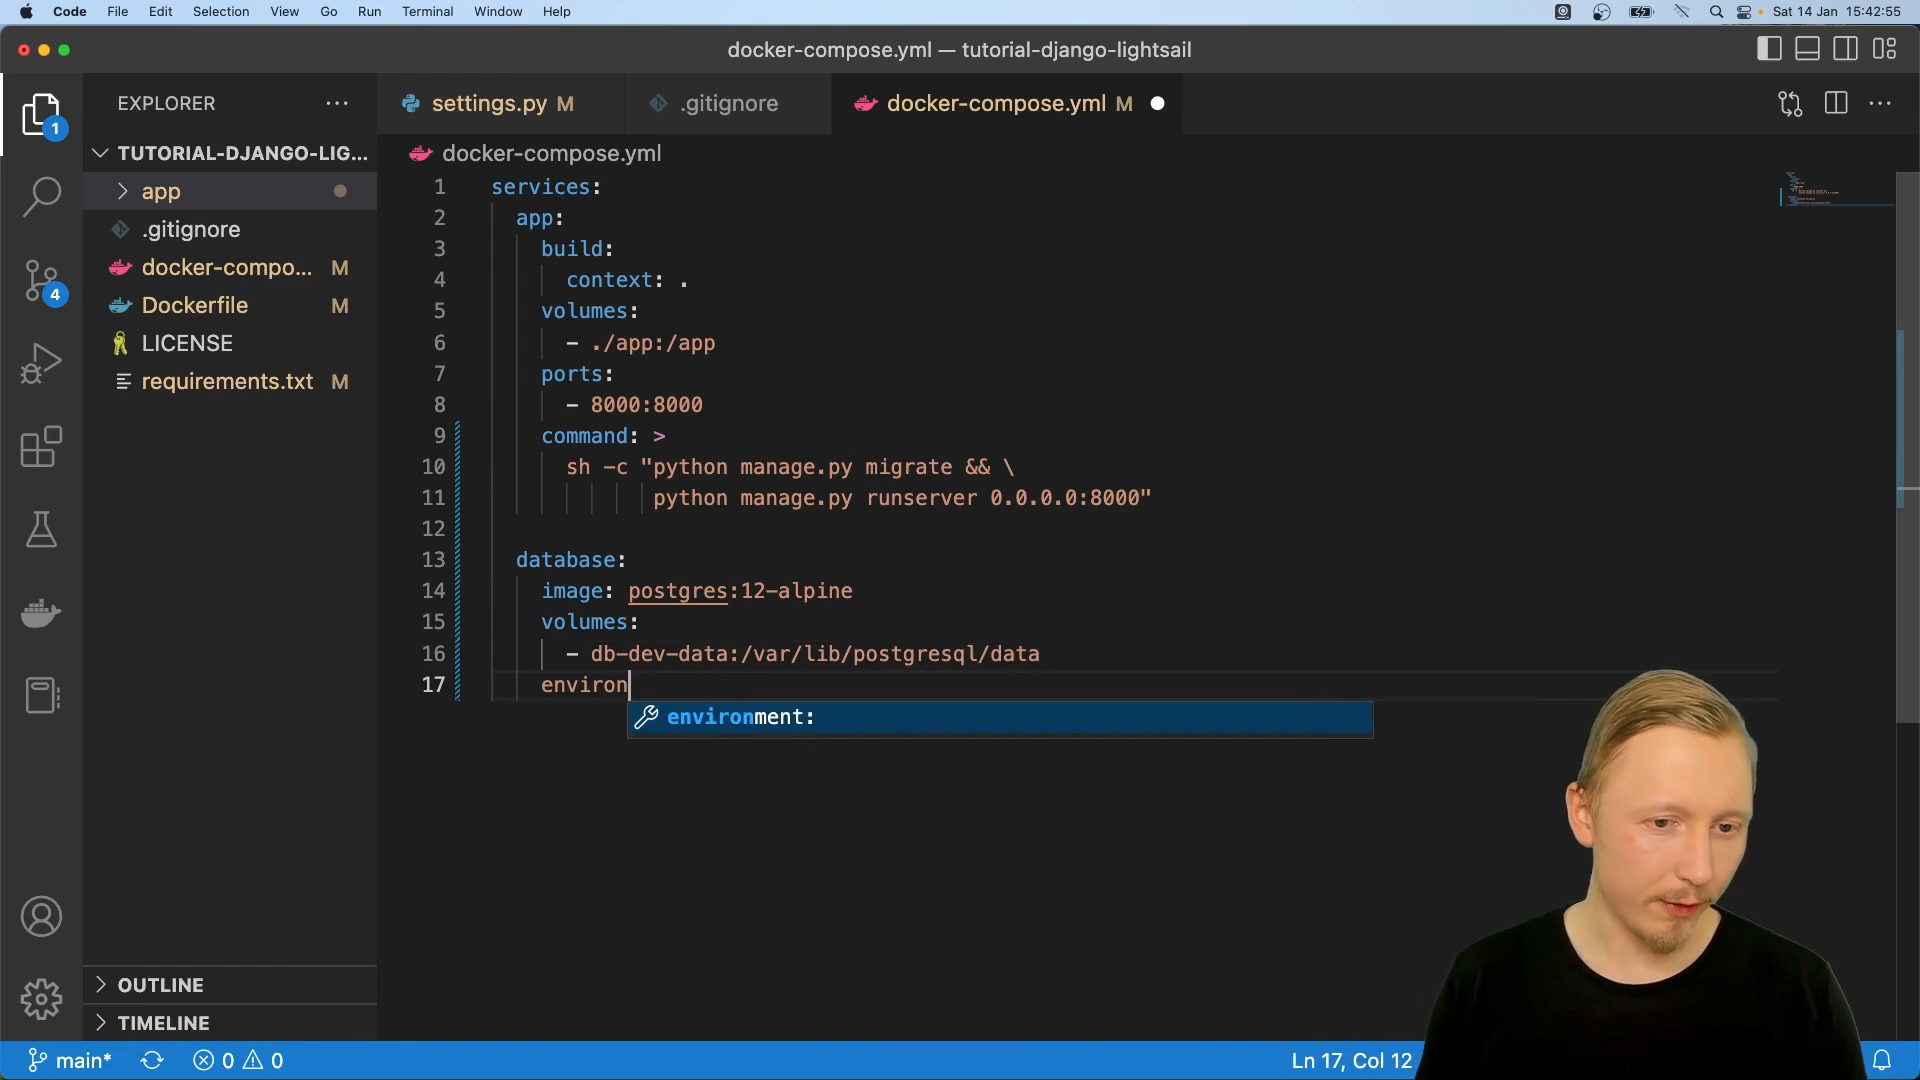 Code File Edit Selection View Go Run Terminal Window Help Sat 14 Jan 15:42:55
docker-compose.yml — tutorial-django-lightsail
EXPLORER
settings.py M
.gitignore
docker-compose.yml M
TUTORIAL-DJANGO-LIG...
docker-compose.yml
app
.gitignore
docker-compo... M
Dockerfile M
LICENSE
requirements.txt M
1
4
1 services:
2 app:
3 build:
4 context: .
5 volumes:
6 - ./app:/app
7 ports:
8 - 8000:8000
9 command: >
10 sh -c "python manage.py migrate && \
11 python manage.py runserver 0.0.0.0:8000"
12
13 database:
14 image: postgres:12-alpine
15 volumes:
16 - db-dev-data:/var/lib/postgresql/data
17 environ
environment:
OUTLINE
TIMELINE
main* 0 0 Ln 17, Col 12